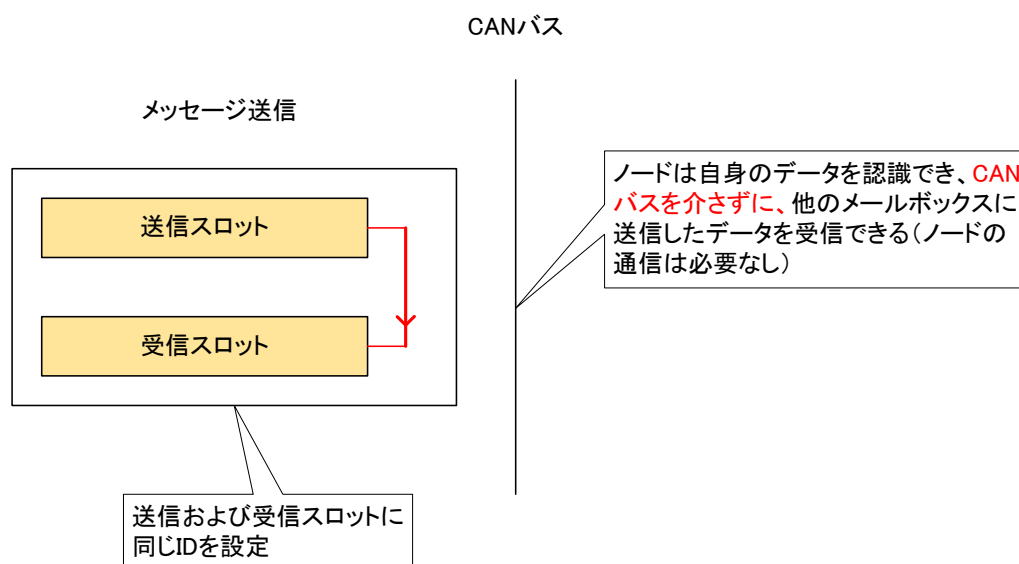 CANバス
メッセージ送信
送信スロット
受信スロット
ノードは自身のデータを認識でき、CAN
バスを介さずに、他のメールボックスに
送信したデータを受信できる(ノードの
通信は必要なし)
送信および受信スロットに
同じIDを設定